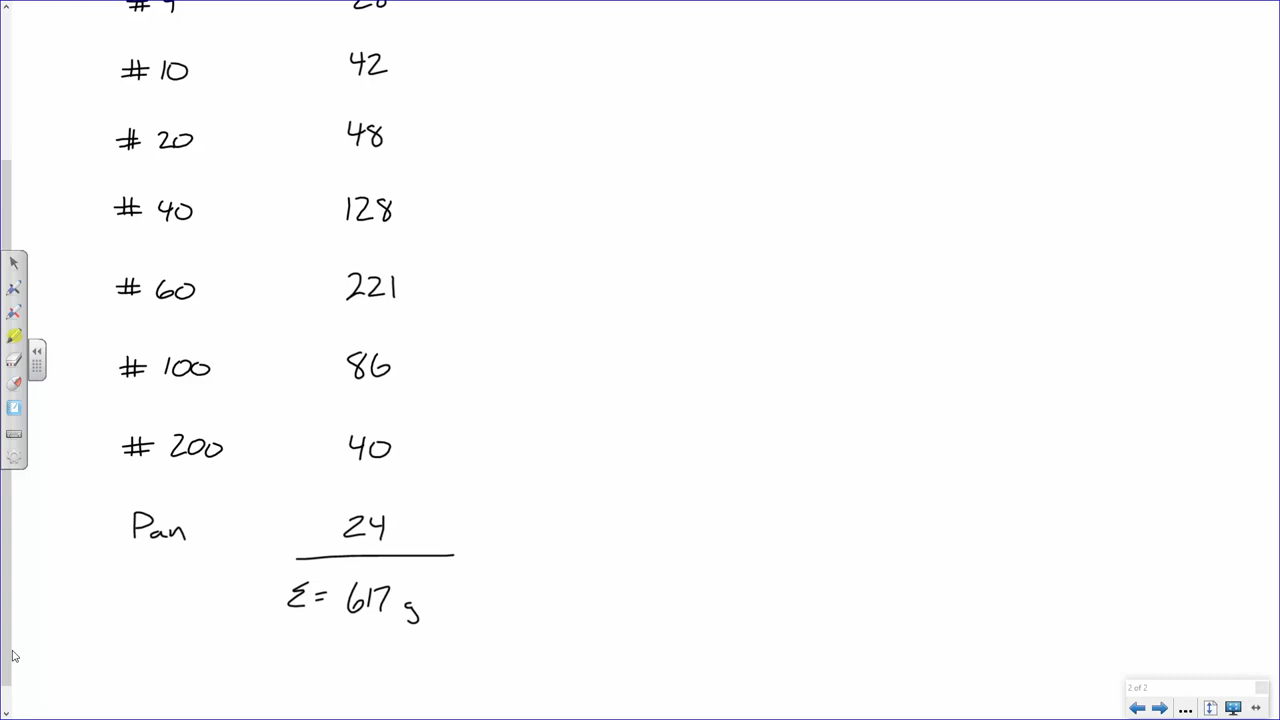 # 10 42
# 20 48
# 40 128
# 60 221
# 100 86
# 200 40
Pan 24
Σ = 617 g
2 of 2